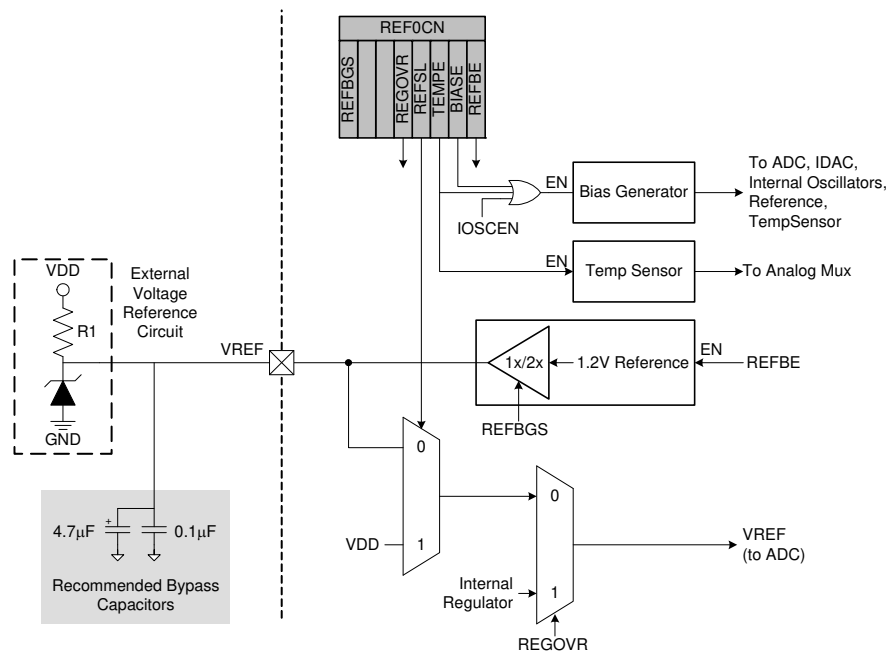 REF0CN
REFBGS
REGOVR
REFSL
TEMPE
BIASE
REFBE
EN
Bias Generator
To ADC, IDAC,
Internal Oscillators,
Reference,
TempSensor
IOSCEN
EN
Temp Sensor
To Analog Mux
VDD
R1
GND
External
Voltage
Reference
Circuit
VREF
1x/2x
1.2V Reference
EN
REFBE
REFBGS
0
VDD
1
0
Internal
Regulator
1
REGOVR
VREF
(to ADC)
4.7µF
+
0.1µF
Recommended Bypass
Capacitors